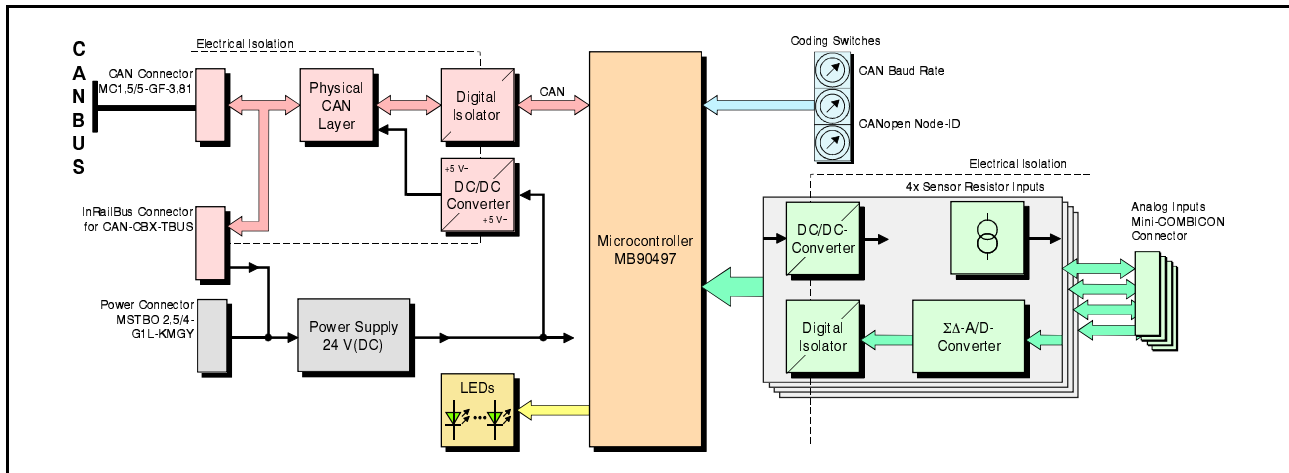 C
A
N
B
U
S
Electrical Isolation
CAN Connector
MC1,5/5-GF-3,81
Physical
CAN
Layer
Digital
Isolator
CAN
+5 V−
DC/DC
Converter
+5 V−
InRailBus Connector
for CAN-CBX-TBUS
Power Connector
MSTBO 2,5/4-
G1L-KMGY
Power Supply
24 V(DC)
LEDs
Microcontroller
MB90497
Coding Switches
CAN Baud Rate
CANopen Node-ID
Electrical Isolation
4x Sensor Resistor Inputs
DC/DC-
Converter
Digital
Isolator
ΣΔ-A/D-
Converter
Analog Inputs
Mini-COMBICON
Connector